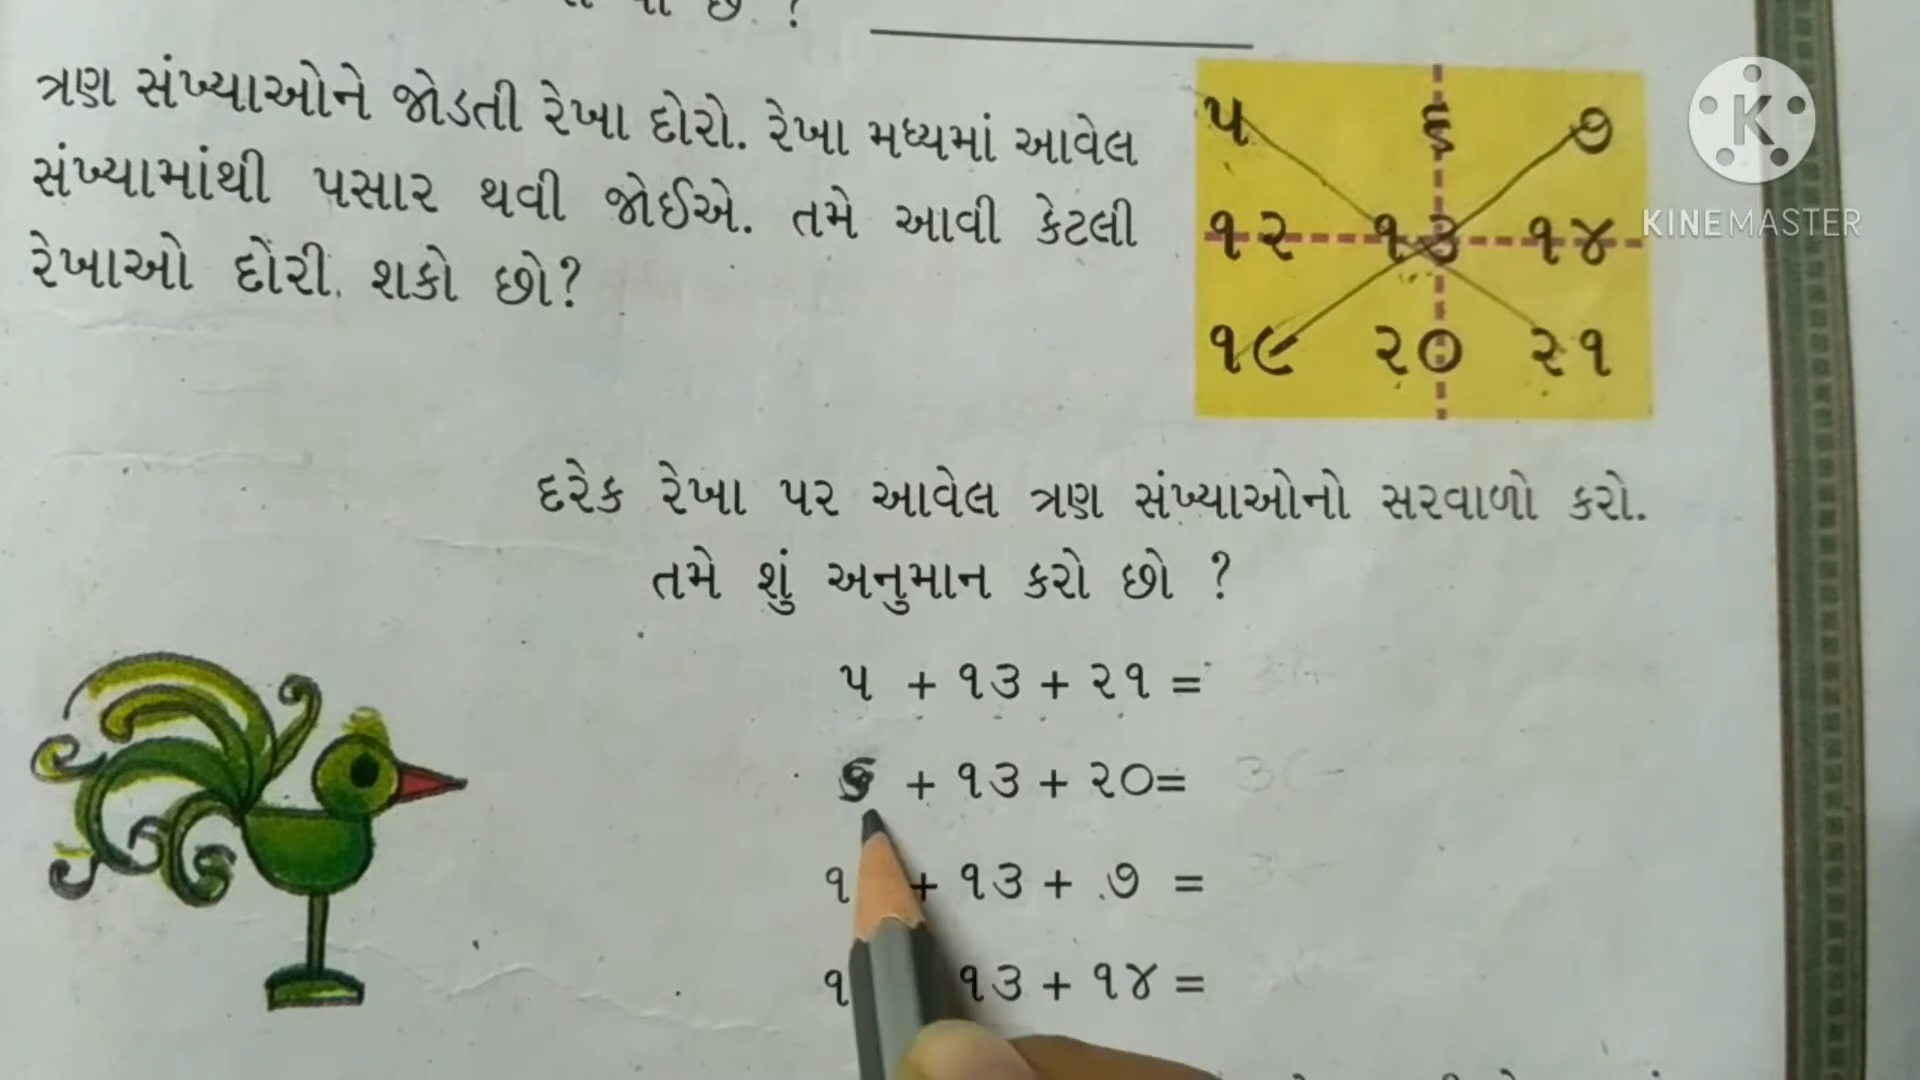 ત્રણ સંખ્યાઓને જોડતી રેખા દોરો. રેખા મધ્યમાં આવેલ
સંખ્યામાંથી પસાર થવી જોઈએ. તમે આવી કેટલી
રેખાઓ દોરી શકો છો?
૫ ૬ ૭
૧૨ ૧૩ ૧૪
૧૯ ૨૦ ૨૧
K
KINEMASTER
દરેક રેખા પર આવેલ ત્રણ સંખ્યાઓનો સરવાળો કરો.
તમે શું અનુમાન કરો છો ?
૫ + ૧૩ + ૨૧ =
૬ + ૧૩ + ૨૦=
૧ + ૧૩ + ૭ =
૧ ૧૩ + ૧૪ =